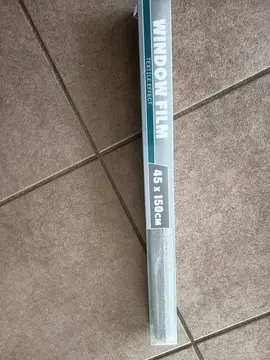 WINDOW FILM
TEXTILE EFFECT
45 x 150CM